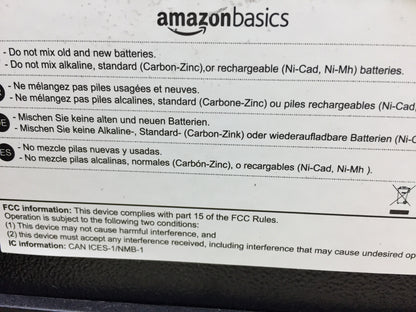 amazonbasics
- Do not mix old and new batteries.
- Do not mix alkaline, standard (Carbon-Zinc),or rechargeable (Ni-Cad, Ni-Mh) batteries.
- Ne mélangez pas piles usagées et neuves.
- Ne mélangez pas piles alcalines, standard (Carbone-Zinc) ou piles rechargeables (Ni-Cad,
- Mischen Sie keine alten und neuen Batterien.
- Mischen Sie keine Alkaline-, Standard- (Carbon-Zink) oder wiederaufladbare Batterien (Ni-C
ES
- No mezcle pilas nuevas y usadas.
- No mezcle pilas alcalinas, normales (Carbón-Zinc), o recargables (Ni-Cad, Ni-Mh ).
FCC information: This device complies with part 15 of the FCC Rules.
Operation is subject to the following two conditions:
(1) This device may not cause harmful interference, and
(2) this device must accept any interference received, including interference that may cause undesired op
IC information: CAN ICES-1/NMB-1